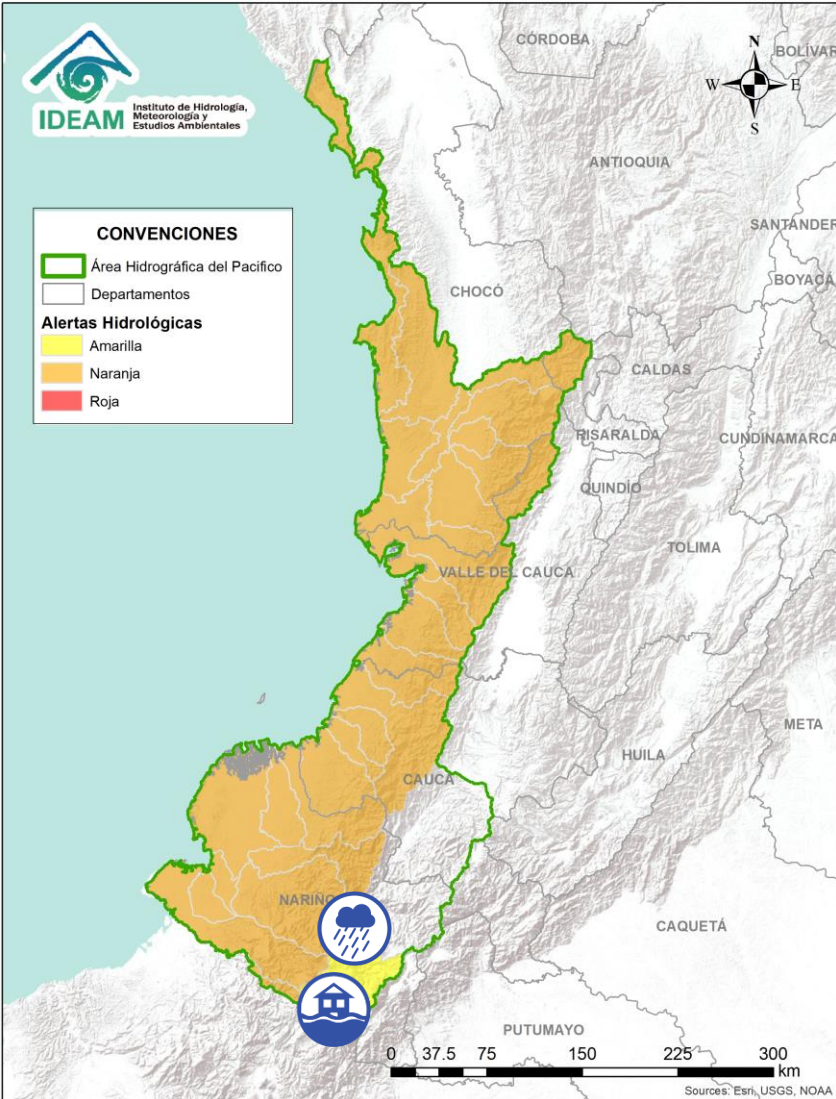 IDEAM
Instituto de Hidrología,
Meteorología y
Estudios Ambientales
N
W
E
S
CÓRDOBA
BOLÍVAR
ANTIOQUIA
SANTANDER
BOYACÁ
CHOCÓ
CALDAS
RISARALDA
CUNDINAMARCA
QUINDÍO
TOLIMA
VALLE DEL CAUCA
META
HUILA
CAUCA
NARIÑO
CAQUETÁ
PUTUMAYO
CONVENCIONES
Área Hidrográfica del Pacifico
Departamentos
Alertas Hidrológicas
Amarilla
Naranja
Roja
0 37.5 75 150 225 300
km
Sources: Esri, USGS, NOAA